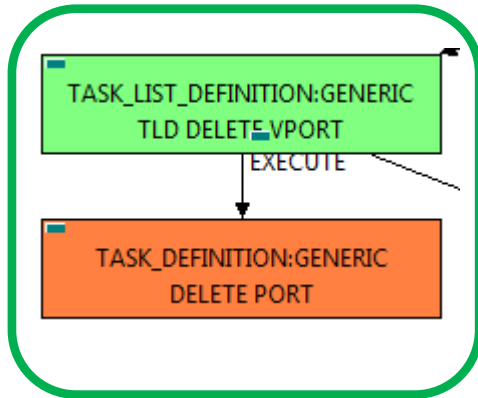 TASK_LIST_DEFINITION:GENERIC
TLD DELETE VPORT
EXECUTE
TASK_DEFINITION:GENERIC
DELETE PORT